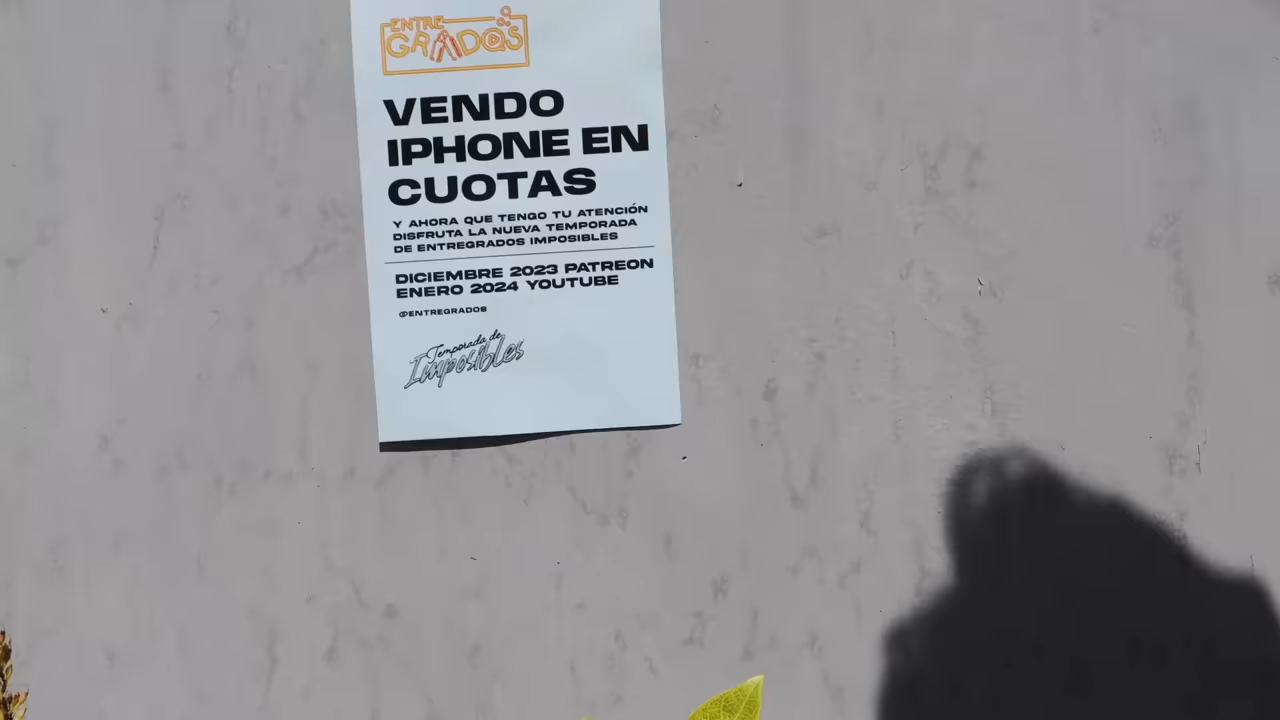 ENTRE
GRADOS
VENDO
IPHONE EN
CUOTAS
Y AHORA QUE TENGO TU ATENCIÓN
DISFRUTA LA NUEVA TEMPORADA
DE ENTREGRADOS IMPOSIBLES
DICIEMBRE 2023 PATREON
ENERO 2024 YOUTUBE
@ENTREGRADOS
Temporada de
Imposibles